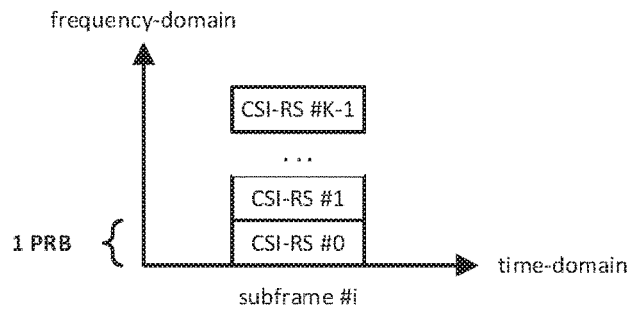 frequency-domain
CSI-RS #K-1
...
CSI-RS #1
1 PRB
CSI-RS #0
time-domain
subframe #i